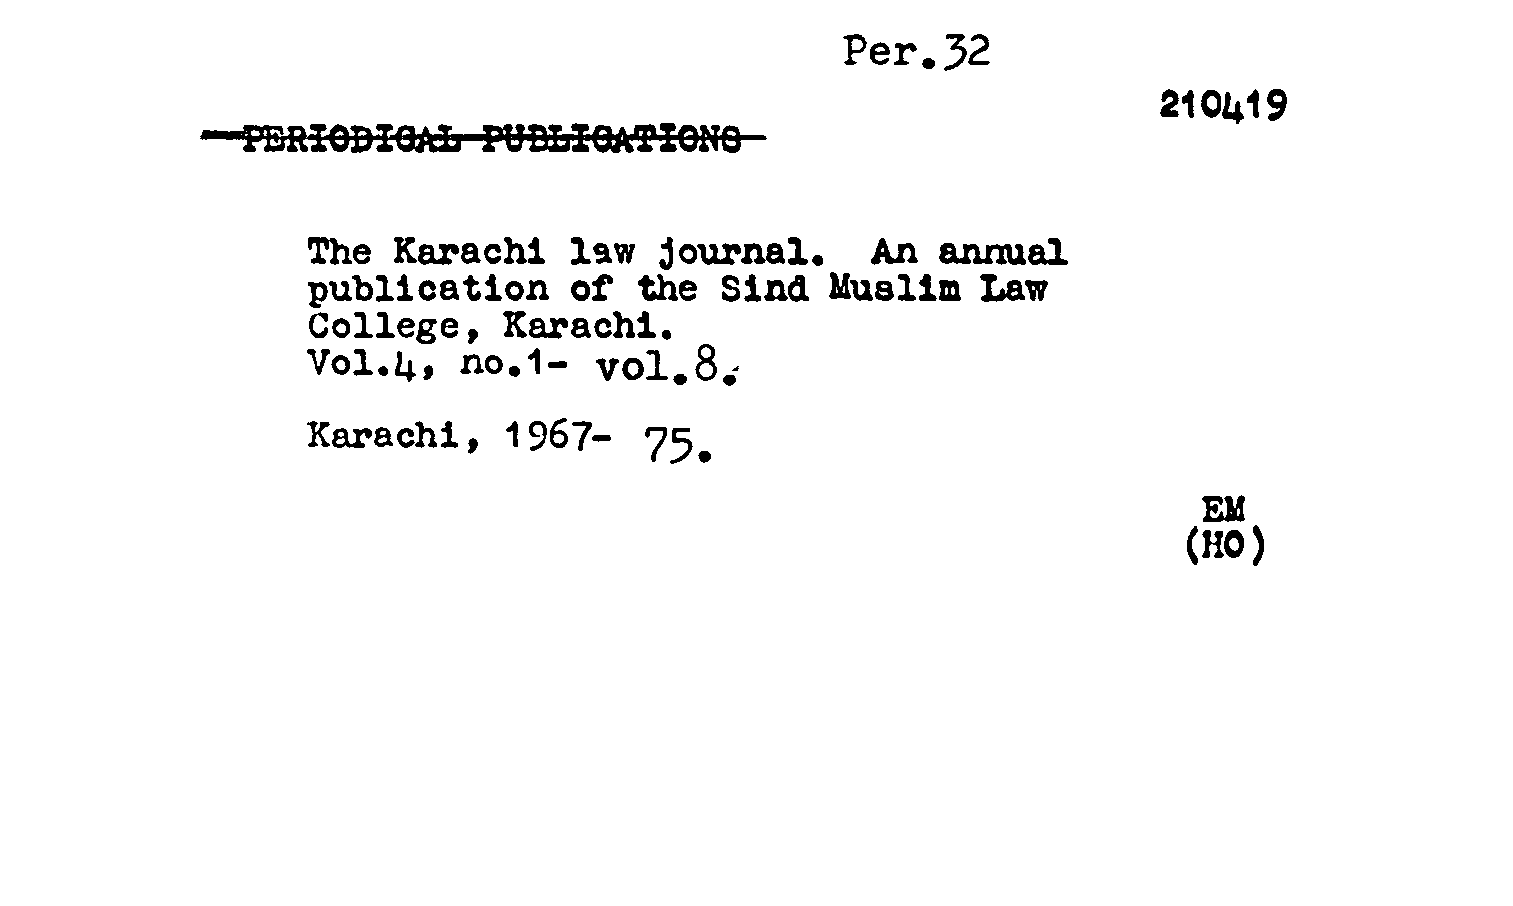 Per.32
210419
PERIODICAL PUBLICATIONS
The Karachi law journal. An annual
publication of the Sind Muslim Law
College, Karachi.
Vol.4, no.1- vol.8.
Karachi, 1967- 75.
EM
(HO)